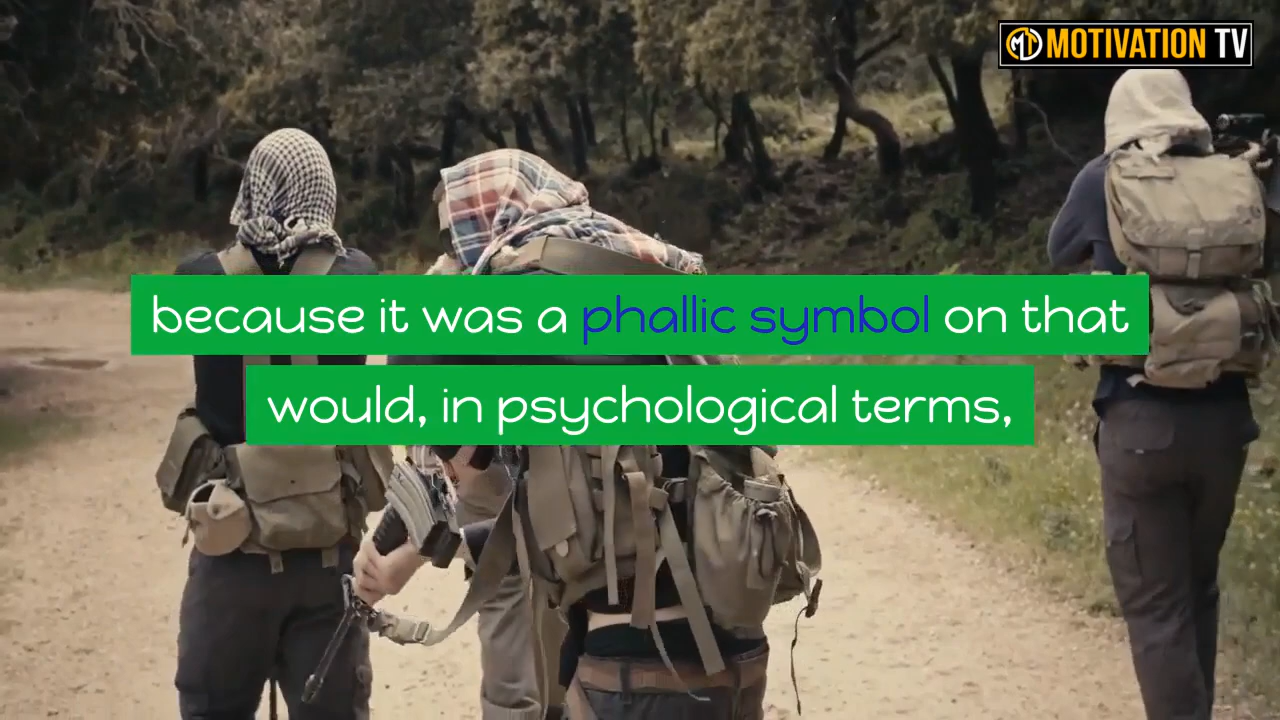 MOTIVATION TV
because it was a phallic symbol on that
would, in psychological terms,